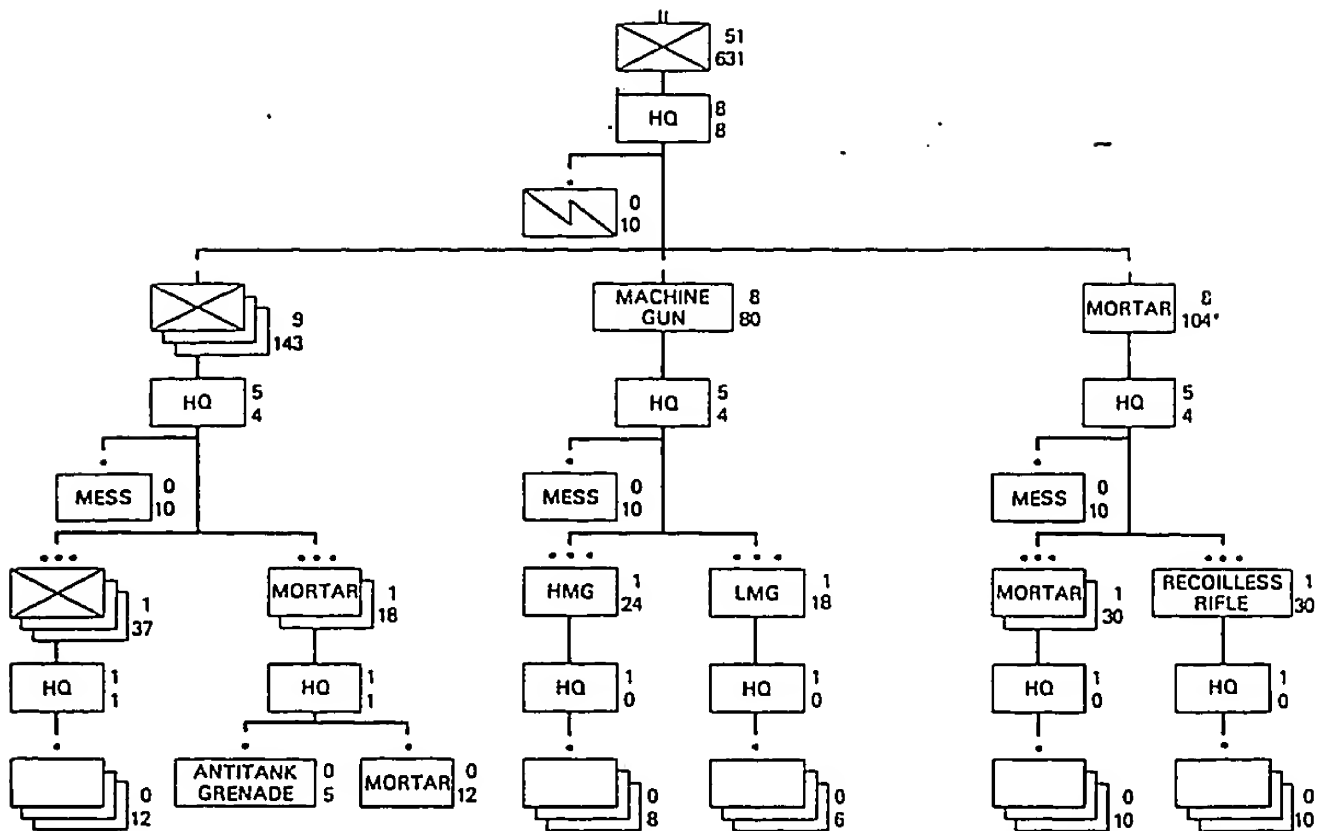 51
631
HQ
8
8
0
10
9
143
MACHINE
GUN
8
80
MORTAR
8
104
HQ
5
4
HQ
5
4
HQ
5
4
MESS
0
10
MESS
0
10
MESS
0
10
1
37
MORTAR
1
18
HMG
1
24
LMG
1
18
MORTAR
1
30
RECOILLESS
RIFLE
1
30
HQ
1
1
HQ
1
1
HQ
1
0
HQ
1
0
HQ
1
0
HQ
1
0
0
12
ANTITANK
GRENADE
0
5
MORTAR
0
12
0
8
0
6
0
10
0
10